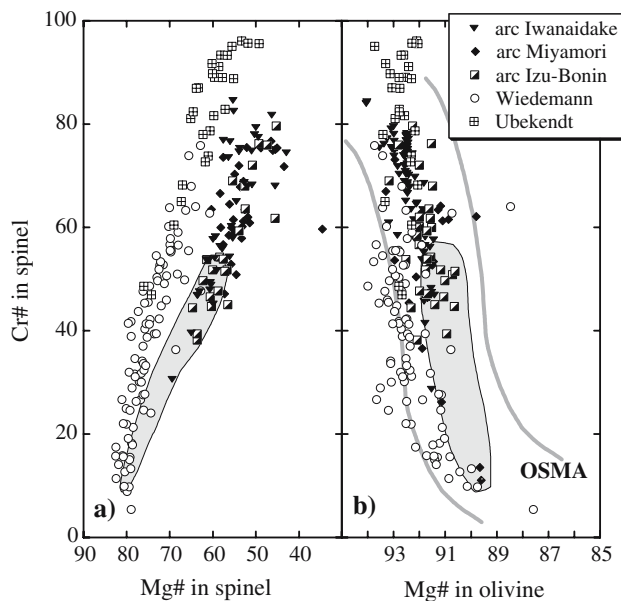 arc Iwanaidake
arc Miyamori
arc Izu-Bonin
Wiedemann
Ubekendt
100
80
60
40
20
0
Cr# in spinel
a)
b)
OSMA
90 80 70 60 50 40
93 91 89 87 85
Mg# in spinel
Mg# in olivine